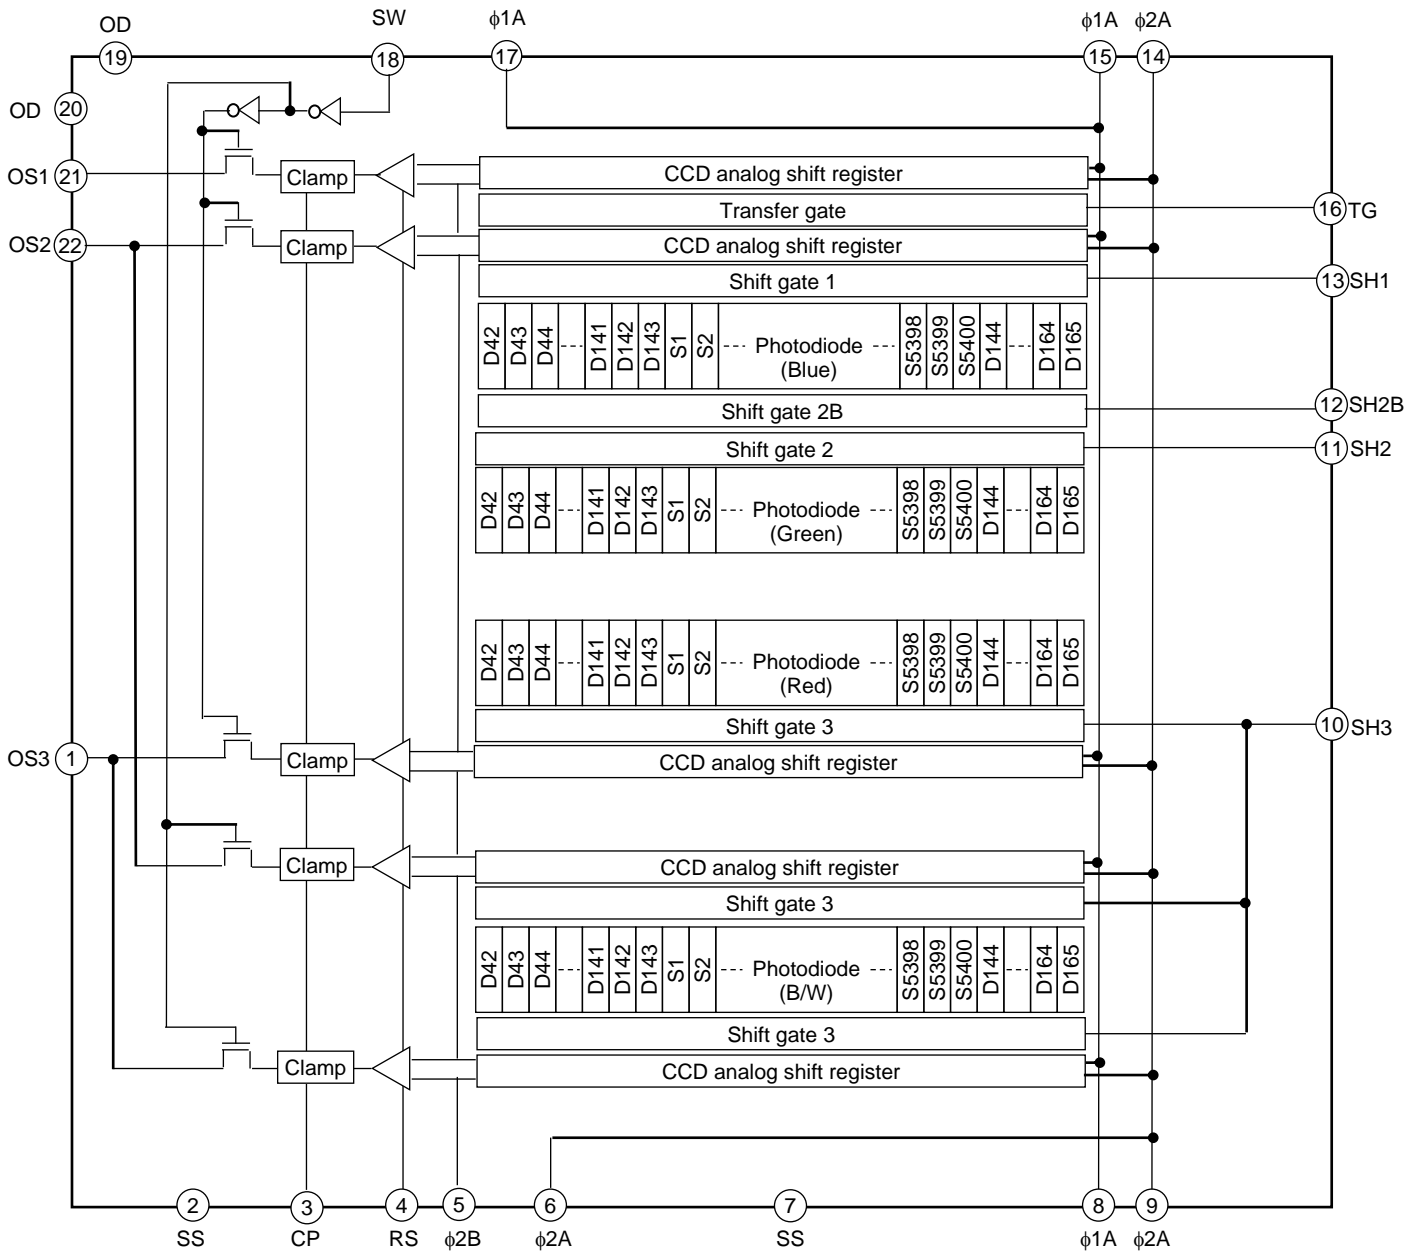 OD
SW
ϕ1A
ϕ1A
ϕ2A
19
18
17
15
14
OD 20
OS1 21
Clamp
CCD analog shift register
Transfer gate
16 TG
OS2 22
Clamp
CCD analog shift register
Shift gate 1
13 SH1
D42 D43 D44 ---- D141 D142 D143 S1 S2 --- Photodiode --- S5398 S5399 S5400 D144 ---- D164 D165
(Blue)
Shift gate 2B
12 SH2B
Shift gate 2
11 SH2
D42 D43 D44 ---- D141 D142 D143 S1 S2 --- Photodiode --- S5398 S5399 S5400 D144 ---- D164 D165
(Green)
D42 D43 D44 ---- D141 D142 D143 S1 S2 --- Photodiode --- S5398 S5399 S5400 D144 ---- D164 D165
(Red)
Shift gate 3
10 SH3
OS3 1
Clamp
CCD analog shift register
Clamp
CCD analog shift register
Shift gate 3
D42 D43 D44 ---- D141 D142 D143 S1 S2 --- Photodiode --- S5398 S5399 S5400 D144 ---- D164 D165
(B/W)
Shift gate 3
Clamp
CCD analog shift register
2
3
4
5
6
7
8
9
SS
CP
RS
ϕ2B
ϕ2A
SS
ϕ1A
ϕ2A